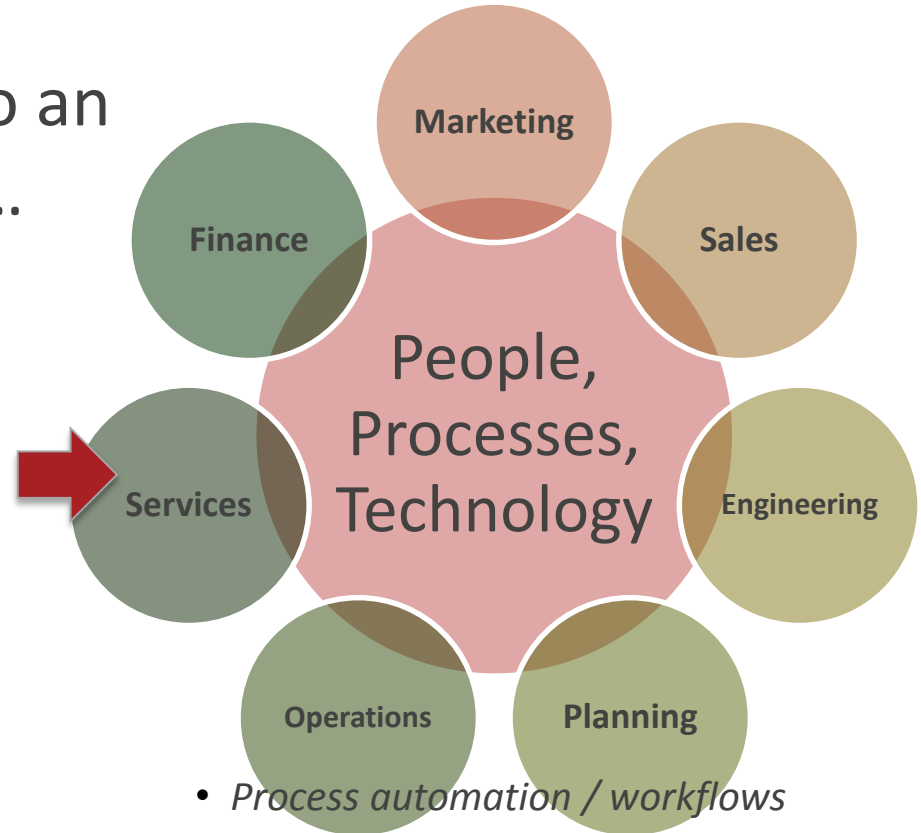 o an
..
Marketing
Finance
Sales
People,
Processes,
Technology
Services
Engineering
Operations
Planning
• Process automation / workflows